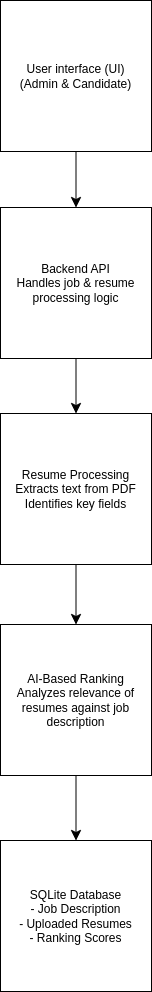 User interface (UI)
(Admin & Candidate)
Backend API
Handles job & resume
processing logic
Resume Processing
Extracts text from PDF
Identifies key fields
AI-Based Ranking
Analyzes relevance of
resumes against job
description
SQLite Database
- Job Description
- Uploaded Resumes
- Ranking Scores